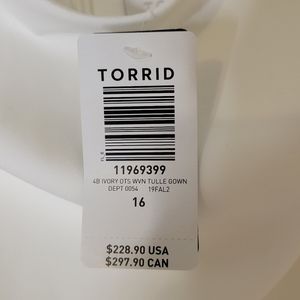 TORRID
11969399
4B IVORY OTS WVN TULLE GOWN
DEPT 0054 19FAL2
16
$228.90 USA
$297.90 CAN